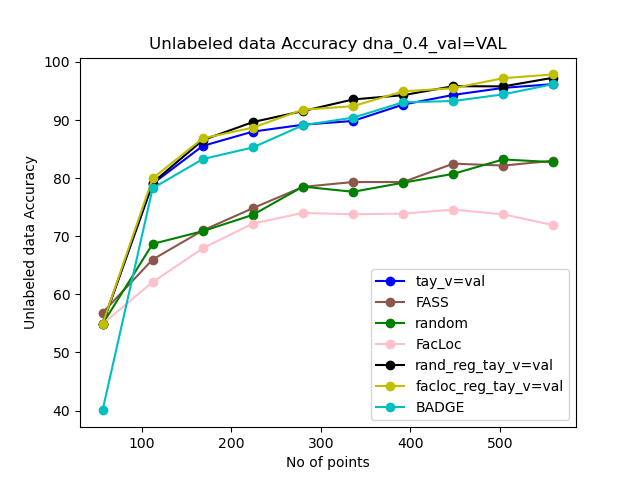 Unlabeled data Accuracy dna_0.4_val=VAL
100
90
80
70
60
50
40
Unlabeled data Accuracy
tay_v=val
FASS
random
FacLoc
rand_reg_tay_v=val
facloc_reg_tay_v=val
BADGE
100
200
300
400
500
No of points